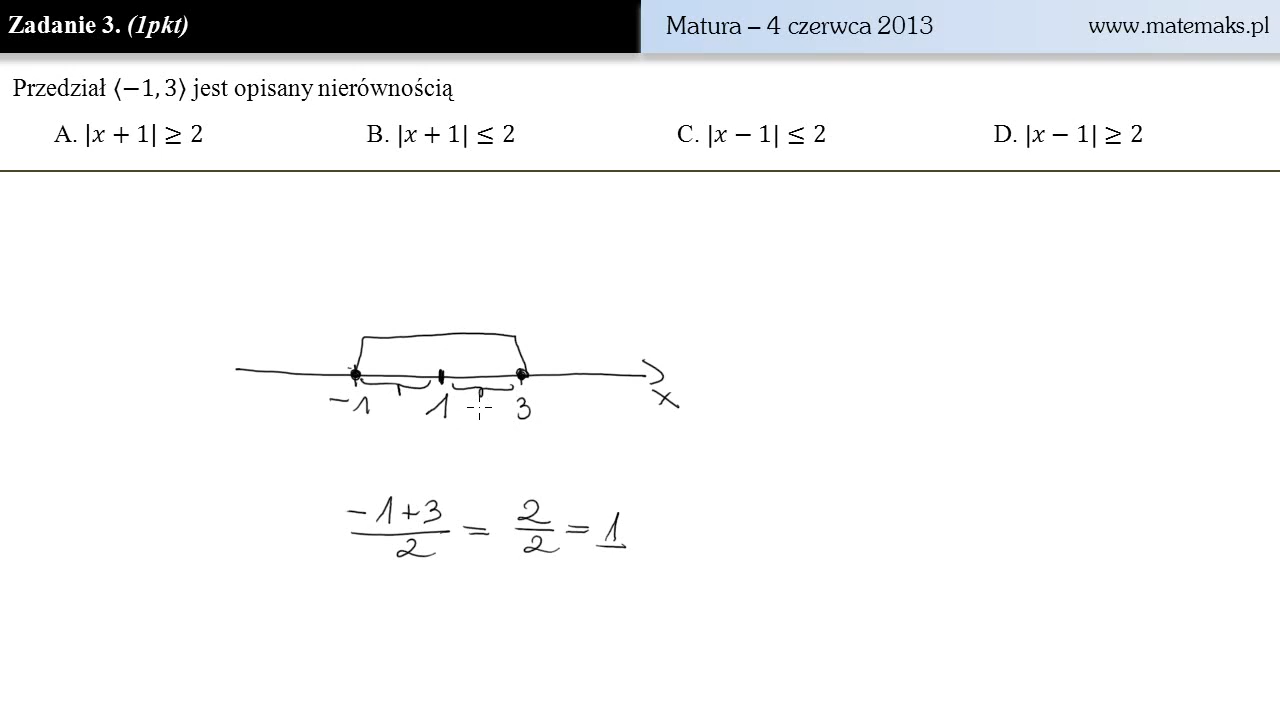 Zadanie 3. (1pkt)
Matura – 4 czerwca 2013
www.matemaks.pl
Przedział ⟨−1, 3⟩ jest opisany nierównością
A. |x + 1| ≥ 2 B. |x + 1| ≤ 2 C. |x − 1| ≤ 2 D. |x − 1| ≥ 2
-1 1 3 x
-1+3/2 = 2/2 = 1